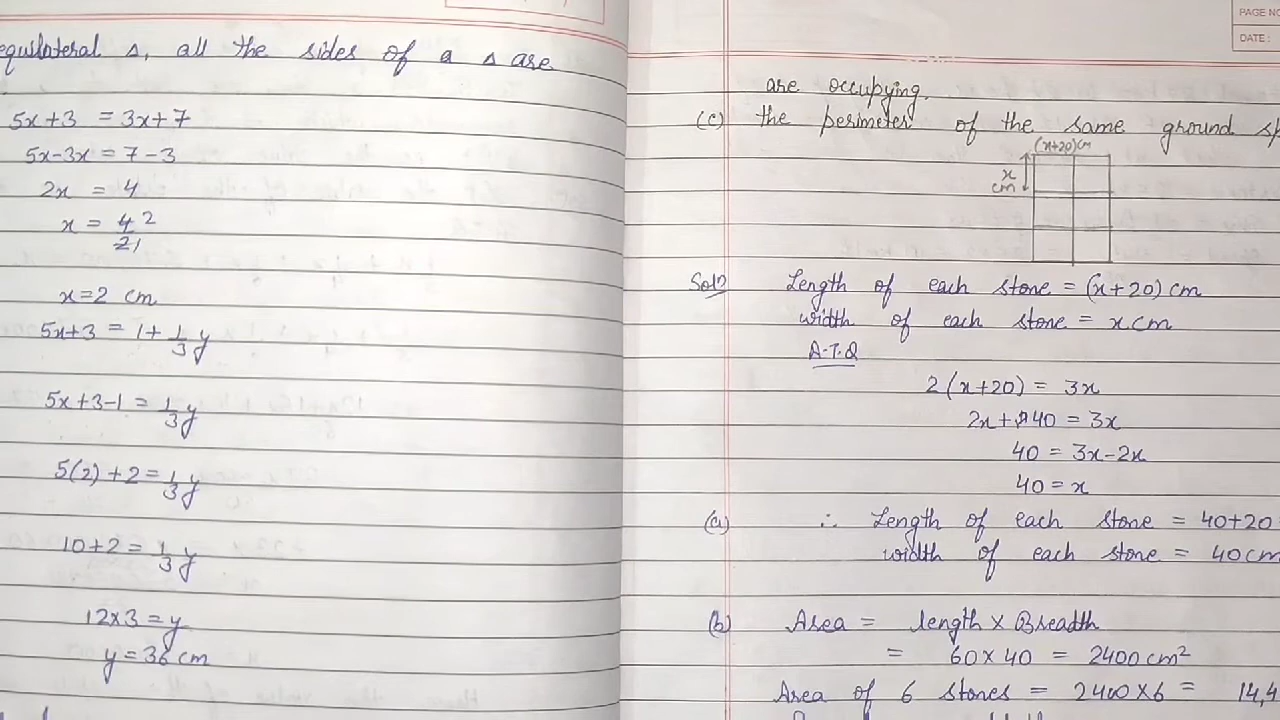 equilateral Δ, all the sides of a Δ are
5x+3 = 3x+7
5x-3x = 7-3
2x = 4
x = 4/2 2 1
x=2 cm
5x+3 = 1+ 1/3 y
5x+3-1 = 1/3 y
5(2)+2 = 1/3 y
10+2 = 1/3 y
12×3 = y
y = 36 cm
PAGE NO
DATE :
are occupying.
(c) the perimeter of the same ground
(x+20)cm
x
cm
Solⁿ Length of each stone = (x+20) cm
width of each stone = x cm
A.T.Q
2(x+20) = 3x
2x+40 = 3x
40 = 3x-2x
40 = x
(a) ∴ Length of each stone = 40+20
width of each stone = 40cm
(b) Area = length × Breadth
= 60×40 = 2400 cm²
Area of 6 stones = 2400×6 = 14,4